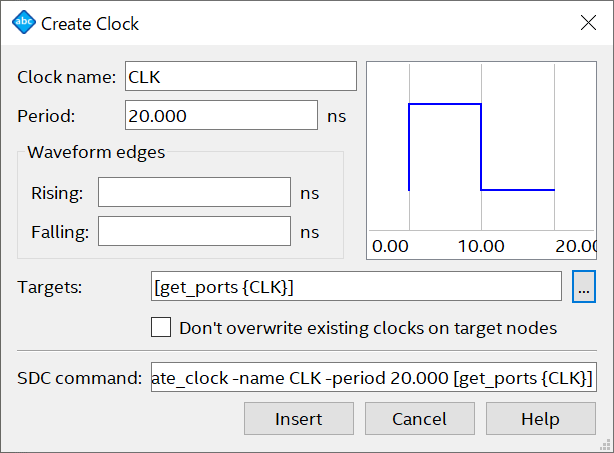 abc Create Clock
Clock name: CLK
Period: 20.000 ns
Waveform edges
Rising: ns
Falling: ns
0.00 10.00 20.00
Targets: [get_ports {CLK}] ...
Don't overwrite existing clocks on target nodes
SDC command: ate_clock -name CLK -period 20.000 [get_ports {CLK}]
Insert Cancel Help